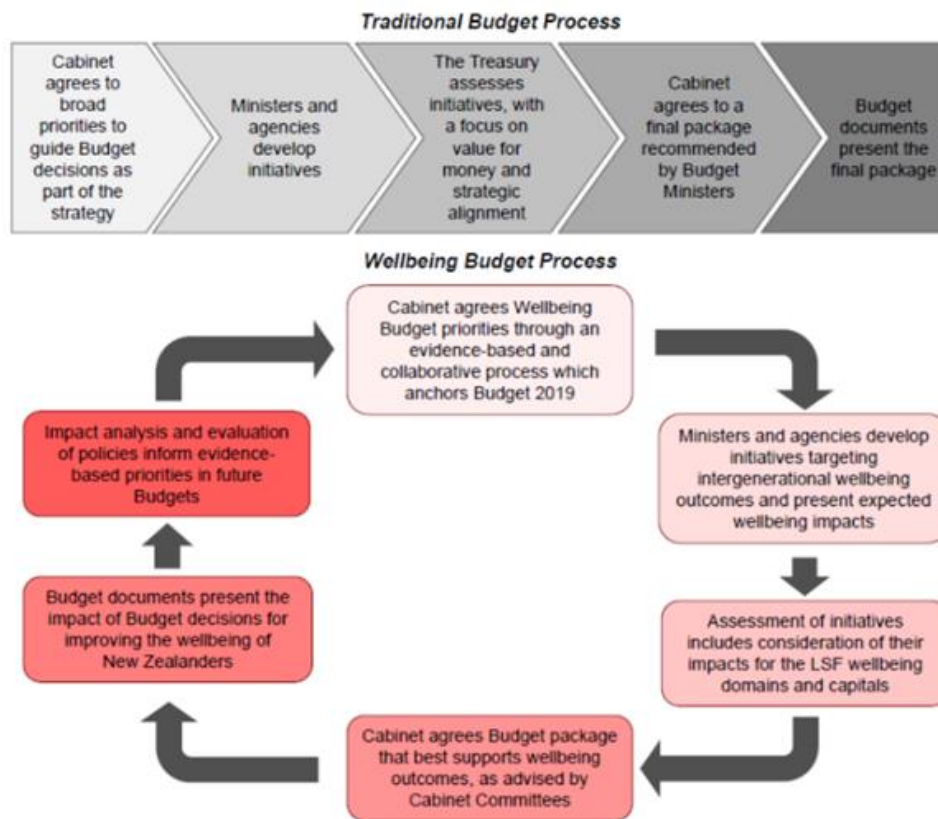 Traditional Budget Process
Cabinet
agrees to
broad
priorities to
guide Budget
decisions as
part of the
strategy
Ministers and
agencies
develop
initiatives
The Treasury
assesses
initiatives, with
a focus on
value for
money and
strategic
alignment
Cabinet
agrees to a
final package
recommended
by Budget
Ministers
Budget
documents
present the
final package
Wellbeing Budget Process
Cabinet agrees Wellbeing
Budget priorities through an
evidence-based and
collaborative process which
anchors Budget 2019
Ministers and agencies develop
initiatives targeting
intergenerational wellbeing
outcomes and present expected
wellbeing impacts
Assessment of initiatives
includes consideration of their
impacts for the LSF wellbeing
domains and capitals
Cabinet agrees Budget package
that best supports wellbeing
outcomes, as advised by
Cabinet Committees
Budget documents present the
impact of Budget decisions for
improving the wellbeing of
New Zealanders
Impact analysis and evaluation
of policies inform evidence-
based priorities in future
Budgets